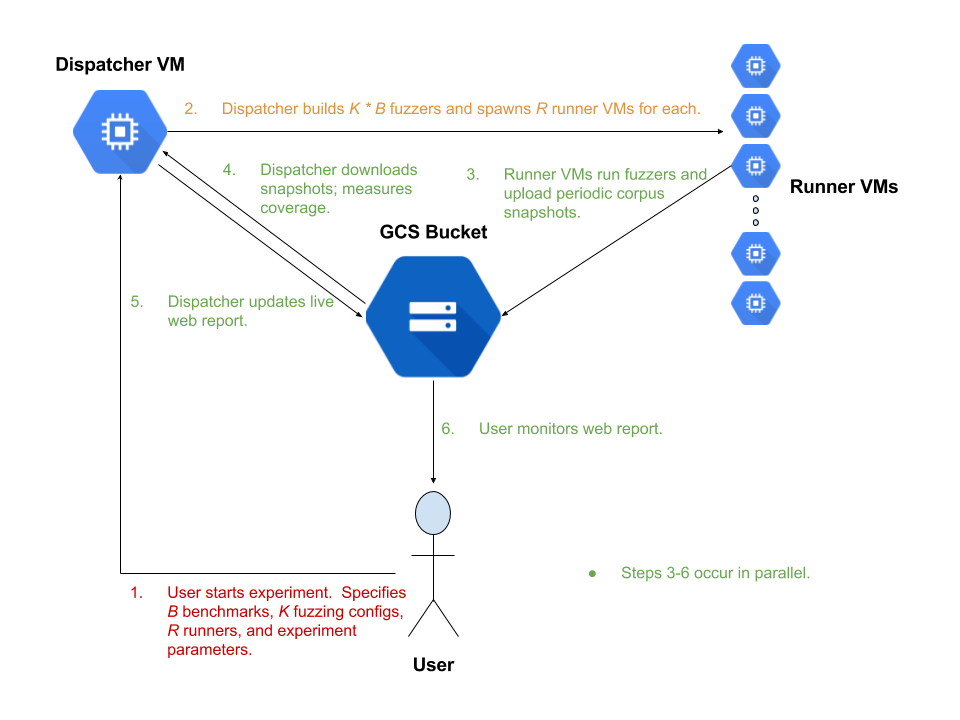 Dispatcher VM
2. Dispatcher builds K * B fuzzers and spawns R runner VMs for each.
4. Dispatcher downloads
snapshots; measures
coverage.
3. Runner VMs run fuzzers and
upload periodic corpus
snapshots.
Runner VMs
GCS Bucket
5. Dispatcher updates live
web report.
6. User monitors web report.
● Steps 3-6 occur in parallel.
1. User starts experiment. Specifies
B benchmarks, K fuzzing configs,
R runners, and experiment
parameters.
User